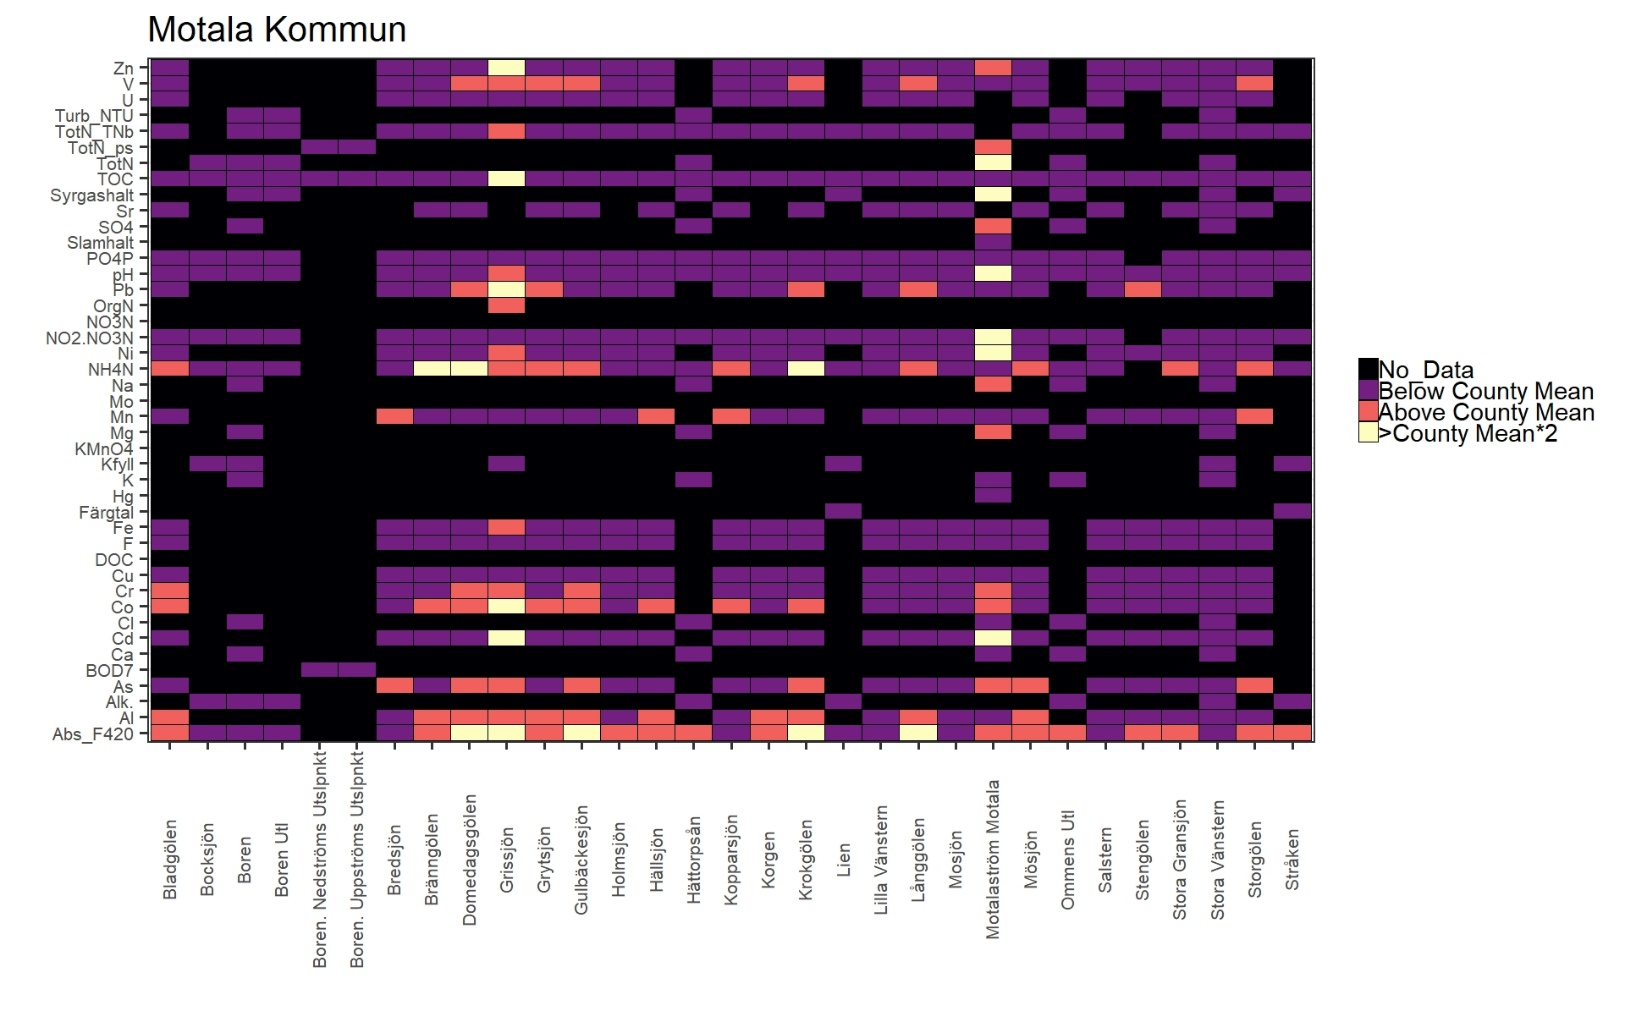 Motala Kommun
Zn
V
U
Turb_NTU
TotN_TNb
TotN_ps
TotN
TOC
Syrgashalt
Sr
SO4
Slamhalt
PO4P
pH
Pb
OrgN
NO3N
NO2.NO3N
Ni
NH4N
Na
Mo
Mn
Mg
KMnO4
Kfyll
K
Hg
Färgtal
Fe
F
DOC
Cu
Cr
Co
Cl
Cd
Ca
BOD7
As
Alk.
Al
Abs_F420
Bladgölen
Bocksjön
Boren
Boren Utl
Boren. Nedströms Utslpnkt
Boren. Uppströms Utslpnkt
Bredsjön
Bränngölen
Domedagsgölen
Grissjön
Grytsjön
Gulbäckesjön
Holmsjön
Hällsjön
Hättorpsån
Kopparsjön
Korgen
Krokgölen
Lien
Lilla Vänstern
Långgölen
Mosjön
Motalaström Motala
Mösjön
Ommens Utl
Salstern
Stengölen
Stora Gransjön
Stora Vänstern
Storgölen
Stråken
No_Data
Below County Mean
Above County Mean
>County Mean*2